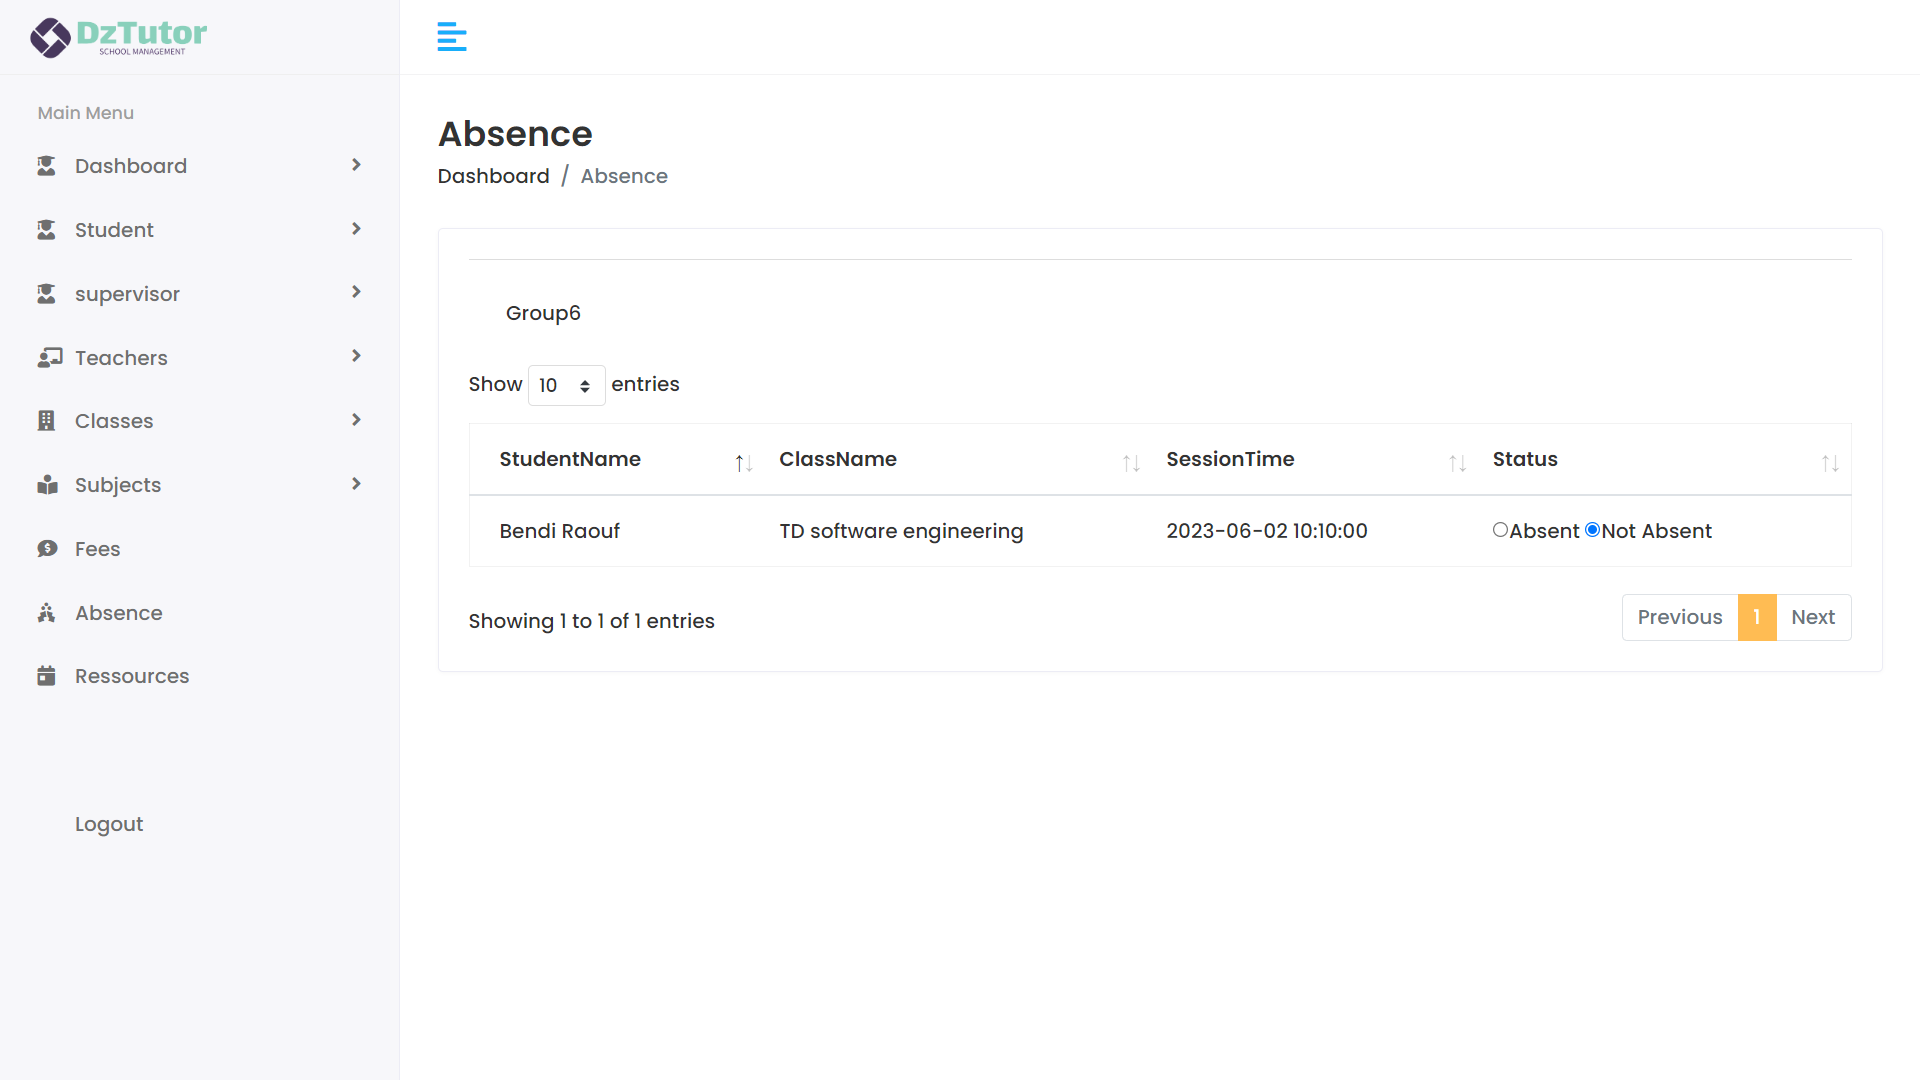 DzTutor
SCHOOL MANAGEMENT
Main Menu
Dashboard
Student
supervisor
Teachers
Classes
Subjects
Fees
Absence
Ressources
Logout
Absence
Dashboard / Absence
Group6
Show 10 entries
StudentName ClassName SessionTime Status
Bendi Raouf TD software engineering 2023-06-02 10:10:00 Absent Not Absent
Showing 1 to 1 of 1 entries
Previous 1 Next